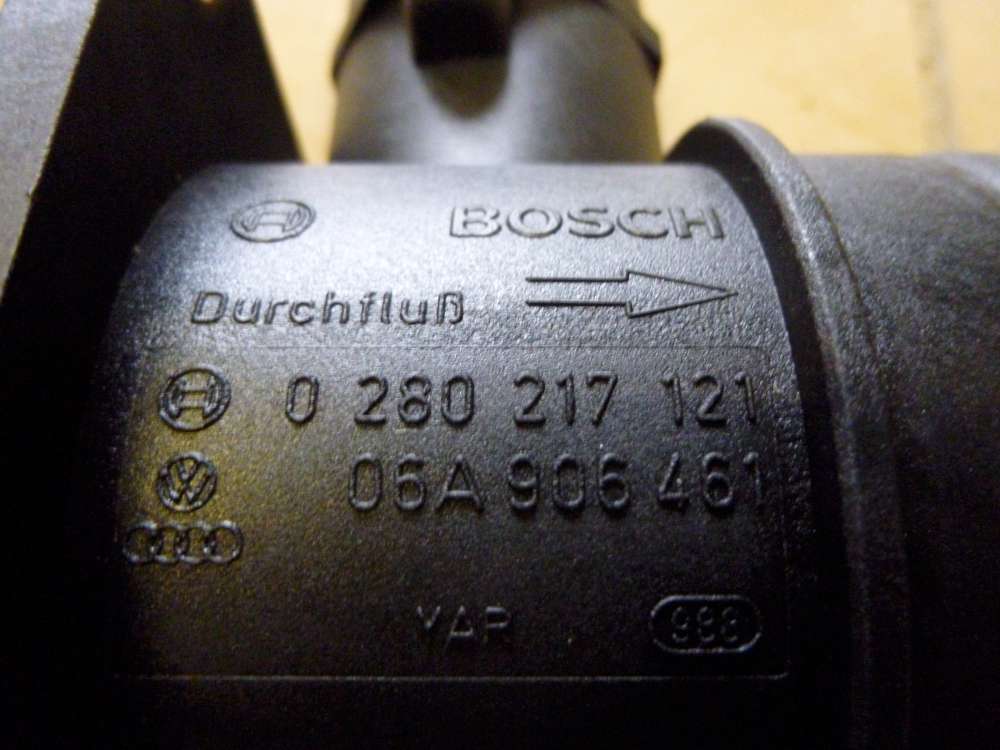 BOSCH
Durchfluß
0 280 217 121
06A 906 461
YAR 988